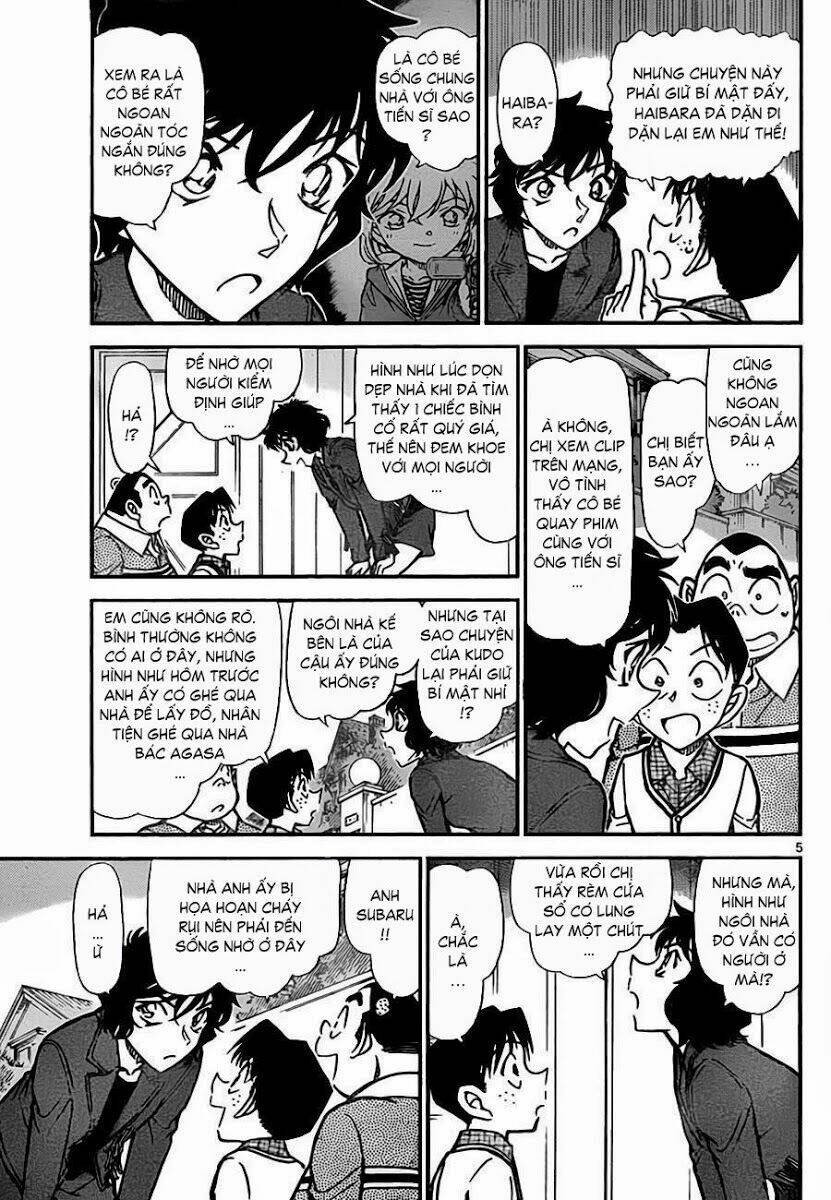 NHƯNG CHUYỆN NÀY
PHẢI GIỮ BÍ MẬT ĐẤY,
HAIBARA ĐÃ DẶN ĐI
DẶN LẠI EM NHƯ THẾ!
HAIBA-
RA?
LÀ CÔ BÉ
SỐNG CHUNG
NHÀ VỚI ÔNG
TIẾN SĨ SAO
?
XEM RA LÀ
CÔ BÉ RẤT
NGOAN
NGOÃN TÓC
NGẮN ĐÚNG
KHÔNG?
CŨNG
KHÔNG
NGOAN
NGOÃN LẮM
ĐÂU Ạ
...
CHỊ BIẾT
BẠN ẤY
SAO?
À KHÔNG,
CHỊ XEM CLIP
TRÊN MẠNG,
VÔ TÌNH
THẤY CÔ BÉ
QUAY PHIM
CÙNG VỚI
ÔNG TIẾN SĨ
...
HÌNH NHƯ LÚC DỌN
DẸP NHÀ KHI ĐÃ TÌM
THẤY 1 CHIẾC BÌNH
CỔ RẤT QUÝ GIÁ,
THẾ NÊN ĐEM KHOE
VỚI MỌI NGƯỜI
...
ĐỂ NHỜ MỌI
NGƯỜI KIỂM
ĐỊNH GIÚP
...
HẢ
!?
NHƯNG TẠI
SAO CHUYỆN
CỦA KUDO
LẠI PHẢI GIỮ
BÍ MẬT NHỈ
!?
NGÔI NHÀ KẾ
BÊN LÀ CỦA
CẬU ẤY ĐÚNG
KHÔNG?
EM CŨNG KHÔNG RÕ.
BÌNH THƯỜNG KHÔNG
CÓ AI Ở ĐÂY, NHƯNG
HÌNH NHƯ HÔM TRƯỚC
ANH ẤY CÓ GHÉ QUA
NHÀ ĐỂ LẤY ĐỒ, NHÂN
TIỆN GHÉ QUA NHÀ
BÁC AGASA
...
5
NHƯNG MÀ,
HÌNH NHƯ
NGÔI NHÀ
ĐÓ VẪN CÓ
NGƯỜI Ở
MÀ!?
VỪA RỒI CHỊ
THẤY RÈM CỬA
SỔ CÓ LUNG
LAY MỘT CHÚT
...
À,
CHẮC
LÀ
...
ANH
SUBARU
!!
NHÀ ANH ẤY BỊ
HỌA HOẠN CHÁY
RỤI NÊN PHẢI ĐẾN
SỐNG NHỜ Ở ĐÂY
...
HẢ
...
Ừ